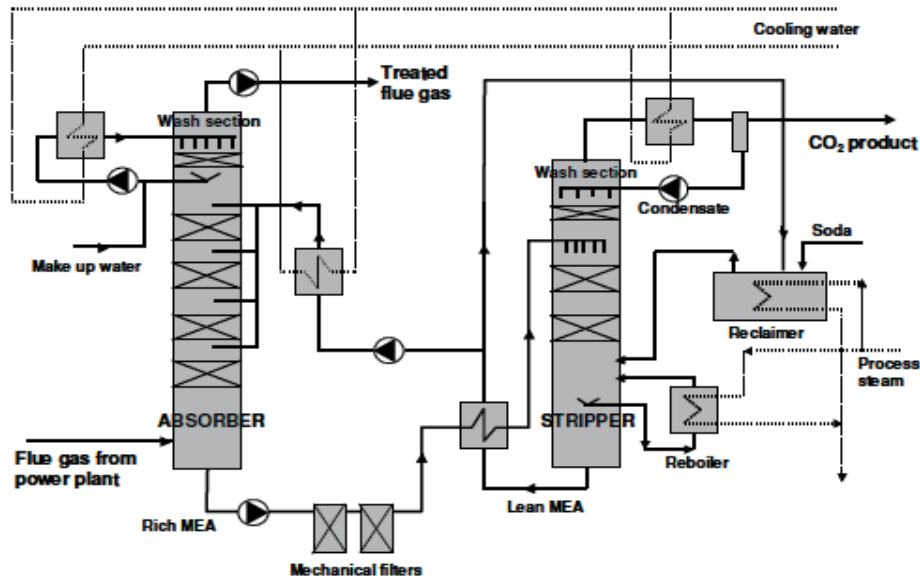 Cooling water
Treated
flue gas
Wash section
CO₂ product
Wash section
Condensate
Soda
Make up water
Reclaimer
Process
steam
ABSORBER
STRIPPER
Flue gas from
power plant
Reboiler
Lean MEA
Rich MEA
Mechanical filters